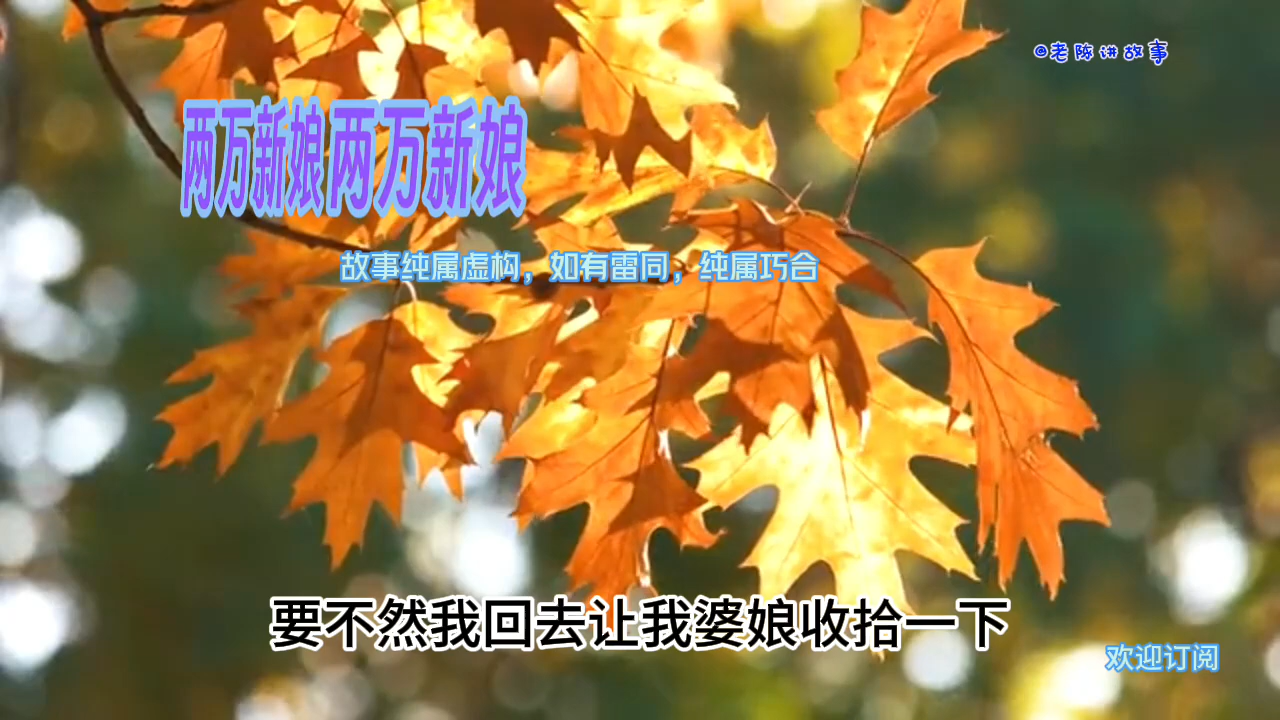 @老陈讲故事
两万新娘两万新娘
故事纯属虚构，如有雷同，纯属巧合
要不然我回去让我婆娘收拾一下
欢迎订阅